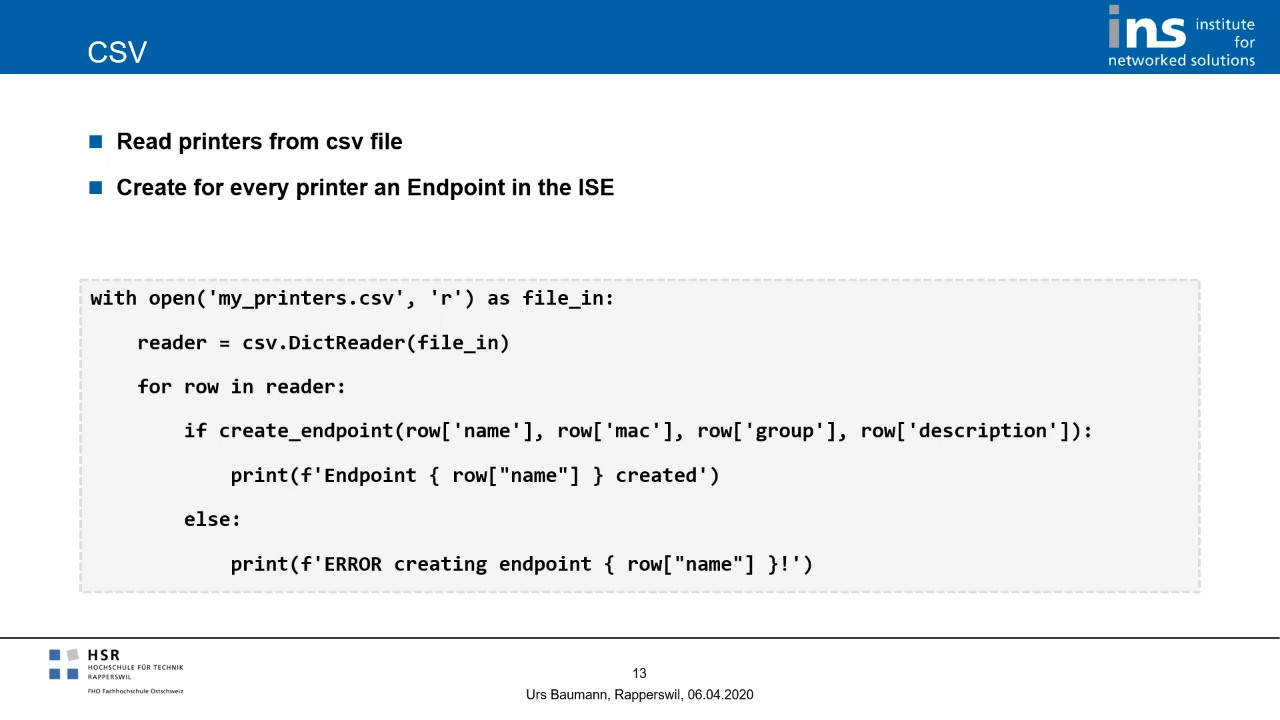 CSV
ins institute
for
networked solutions
Read printers from csv file
Create for every printer an Endpoint in the ISE
with open('my_printers.csv', 'r') as file_in:
    reader = csv.DictReader(file_in)
    for row in reader:
        if create_endpoint(row['name'], row['mac'], row['group'], row['description']):
            print(f'Endpoint { row["name"] } created')
        else:
            print(f'ERROR creating endpoint { row["name"] }!')
HSR
HOCHSCHULE FÜR TECHNIK
RAPPERSWIL
FHO Fachhochschule Ostschweiz
13
Urs Baumann, Rapperswil, 06.04.2020